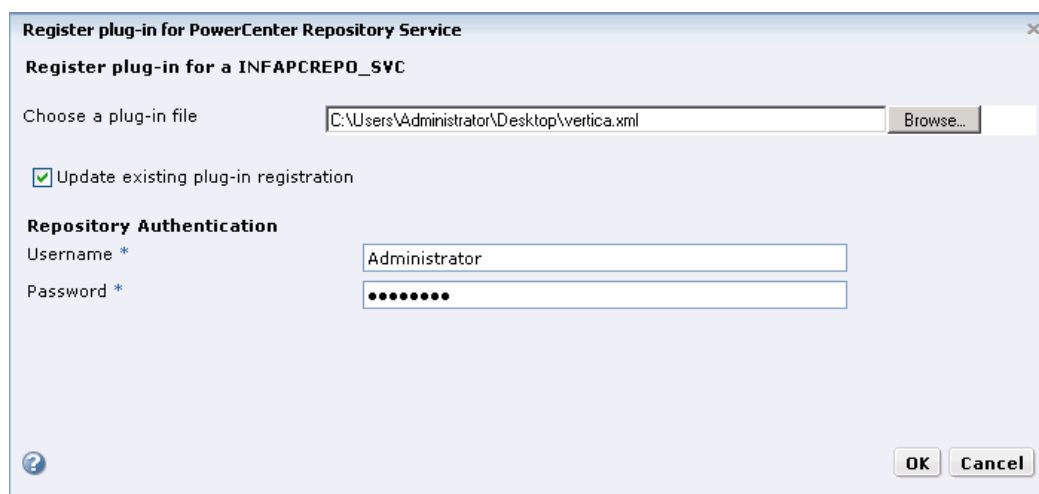 Register plug-in for PowerCenter Repository Service
Register plug-in for a INFAPCREPO_SVC
Choose a plug-in file C:\Users\Administrator\Desktop\vertica.xml Browse...
Update existing plug-in registration
Repository Authentication
Username * Administrator
Password * ●●●●●●●●
? OK Cancel